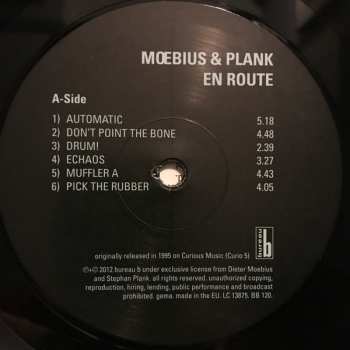 MŒBIUS & PLANK
EN ROUTE
A-Side
1) AUTOMATIC 5.18
2) DON'T POINT THE BONE 4.48
3) DRUM! 2.39
4) ECHAOS 3.27
5) MUFFLER A 4.43
6) PICK THE RUBBER 4.05
bureau b
originally released in 1995 on Curious Music (Curio 5)
℗+© 2012 bureau b under exclusive license from Dieter Moebius
and Stephan Plank. all rights reserved. unauthorized copying,
reproduction, hiring, lending, public performance and broadcast
prohibited. gema. made in the EU. LC 13875. BB 120.